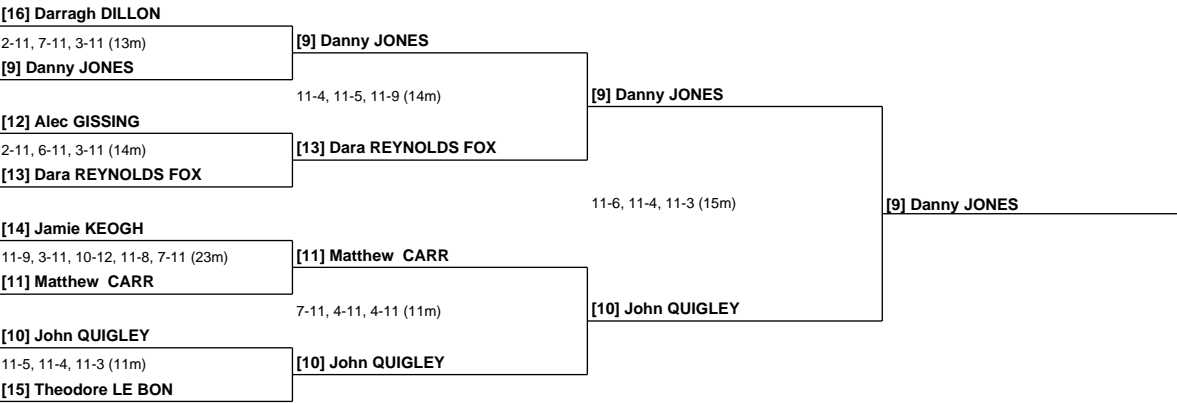 [16] Darragh DILLON
2-11, 7-11, 3-11 (13m)
[9] Danny JONES
[9] Danny JONES
11-4, 11-5, 11-9 (14m)
[9] Danny JONES
[12] Alec GISSING
2-11, 6-11, 3-11 (14m)
[13] Dara REYNOLDS FOX
[13] Dara REYNOLDS FOX
11-6, 11-4, 11-3 (15m)
[9] Danny JONES
[14] Jamie KEOGH
11-9, 3-11, 10-12, 11-8, 7-11 (23m)
[11] Matthew  CARR
[11] Matthew  CARR
7-11, 4-11, 4-11 (11m)
[10] John QUIGLEY
[10] John QUIGLEY
11-5, 11-4, 11-3 (11m)
[10] John QUIGLEY
[15] Theodore LE BON